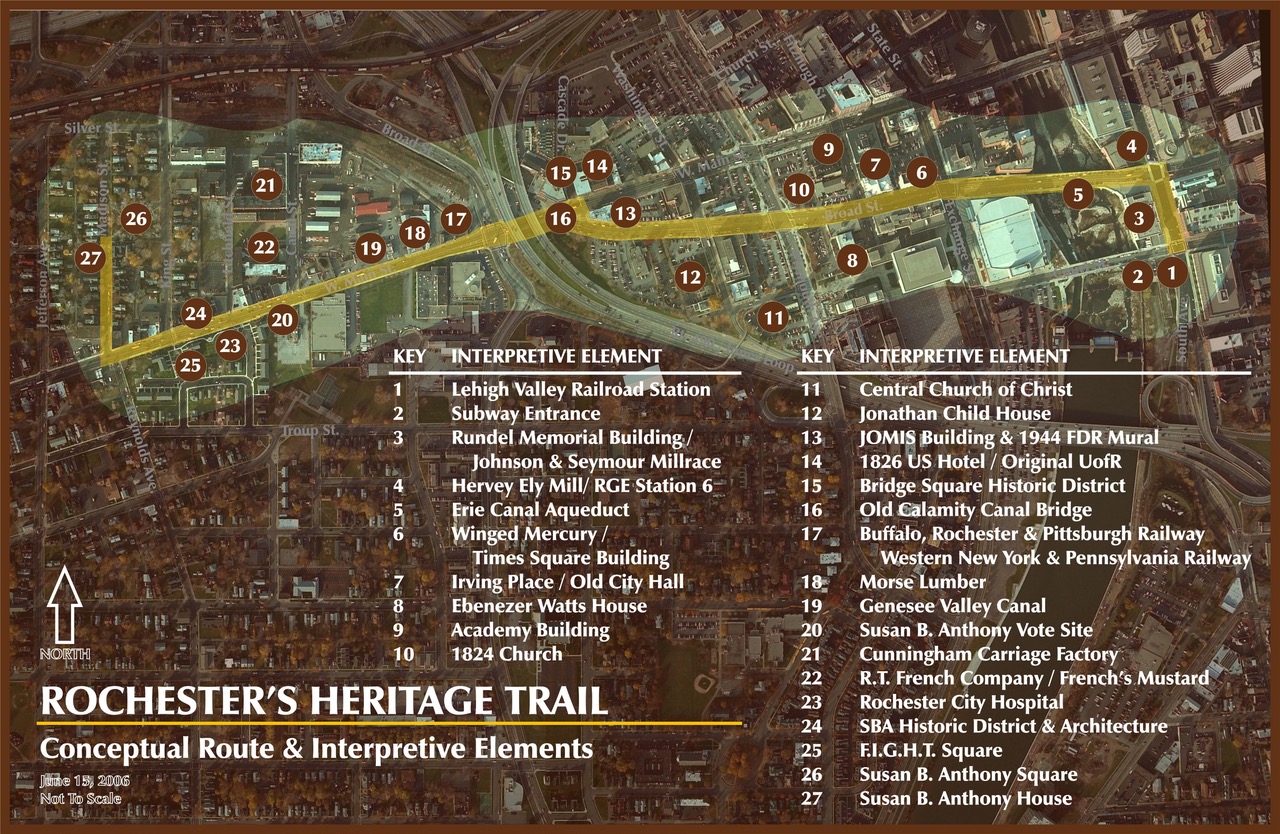 Silver St.
Madison St.
Jefferson Ave.
King St.
Canal St.
Broad St.
Cascade Dr.
Washington St.
Church St.
Fitzhugh St.
State St.
W. Main St.
W. Main St.
Broad St.
Exchange St.
South Ave.
Troup St.
Reynolds Ave.
1
2
3
4
5
6
7
8
9
10
11
12
13
14
15
16
17
18
19
20
21
22
23
24
25
26
27
KEY INTERPRETIVE ELEMENT
1 Lehigh Valley Railroad Station
2 Subway Entrance
3 Rundel Memorial Building/
Johnson & Seymour Millrace
4 Hervey Ely Mill/ RGE Station 6
5 Erie Canal Aqueduct
6 Winged Mercury /
Times Square Building
7 Irving Place / Old City Hall
8 Ebenezer Watts House
9 Academy Building
10 1824 Church
KEY INTERPRETIVE ELEMENT
11 Central Church of Christ
12 Jonathan Child House
13 JOMIS Building & 1944 FDR Mural
14 1826 US Hotel / Original UofR
15 Bridge Square Historic District
16 Old Calamity Canal Bridge
17 Buffalo, Rochester & Pittsburgh Railway
Western New York & Pennsylvania Railway
18 Morse Lumber
19 Genesee Valley Canal
20 Susan B. Anthony Vote Site
21 Cunningham Carriage Factory
22 R.T. French Company / French's Mustard
23 Rochester City Hospital
24 SBA Historic District & Architecture
25 F.I.G.H.T. Square
26 Susan B. Anthony Square
27 Susan B. Anthony House
NORTH
ROCHESTER'S HERITAGE TRAIL
Conceptual Route & Interpretive Elements
June 13, 2006
Not To Scale